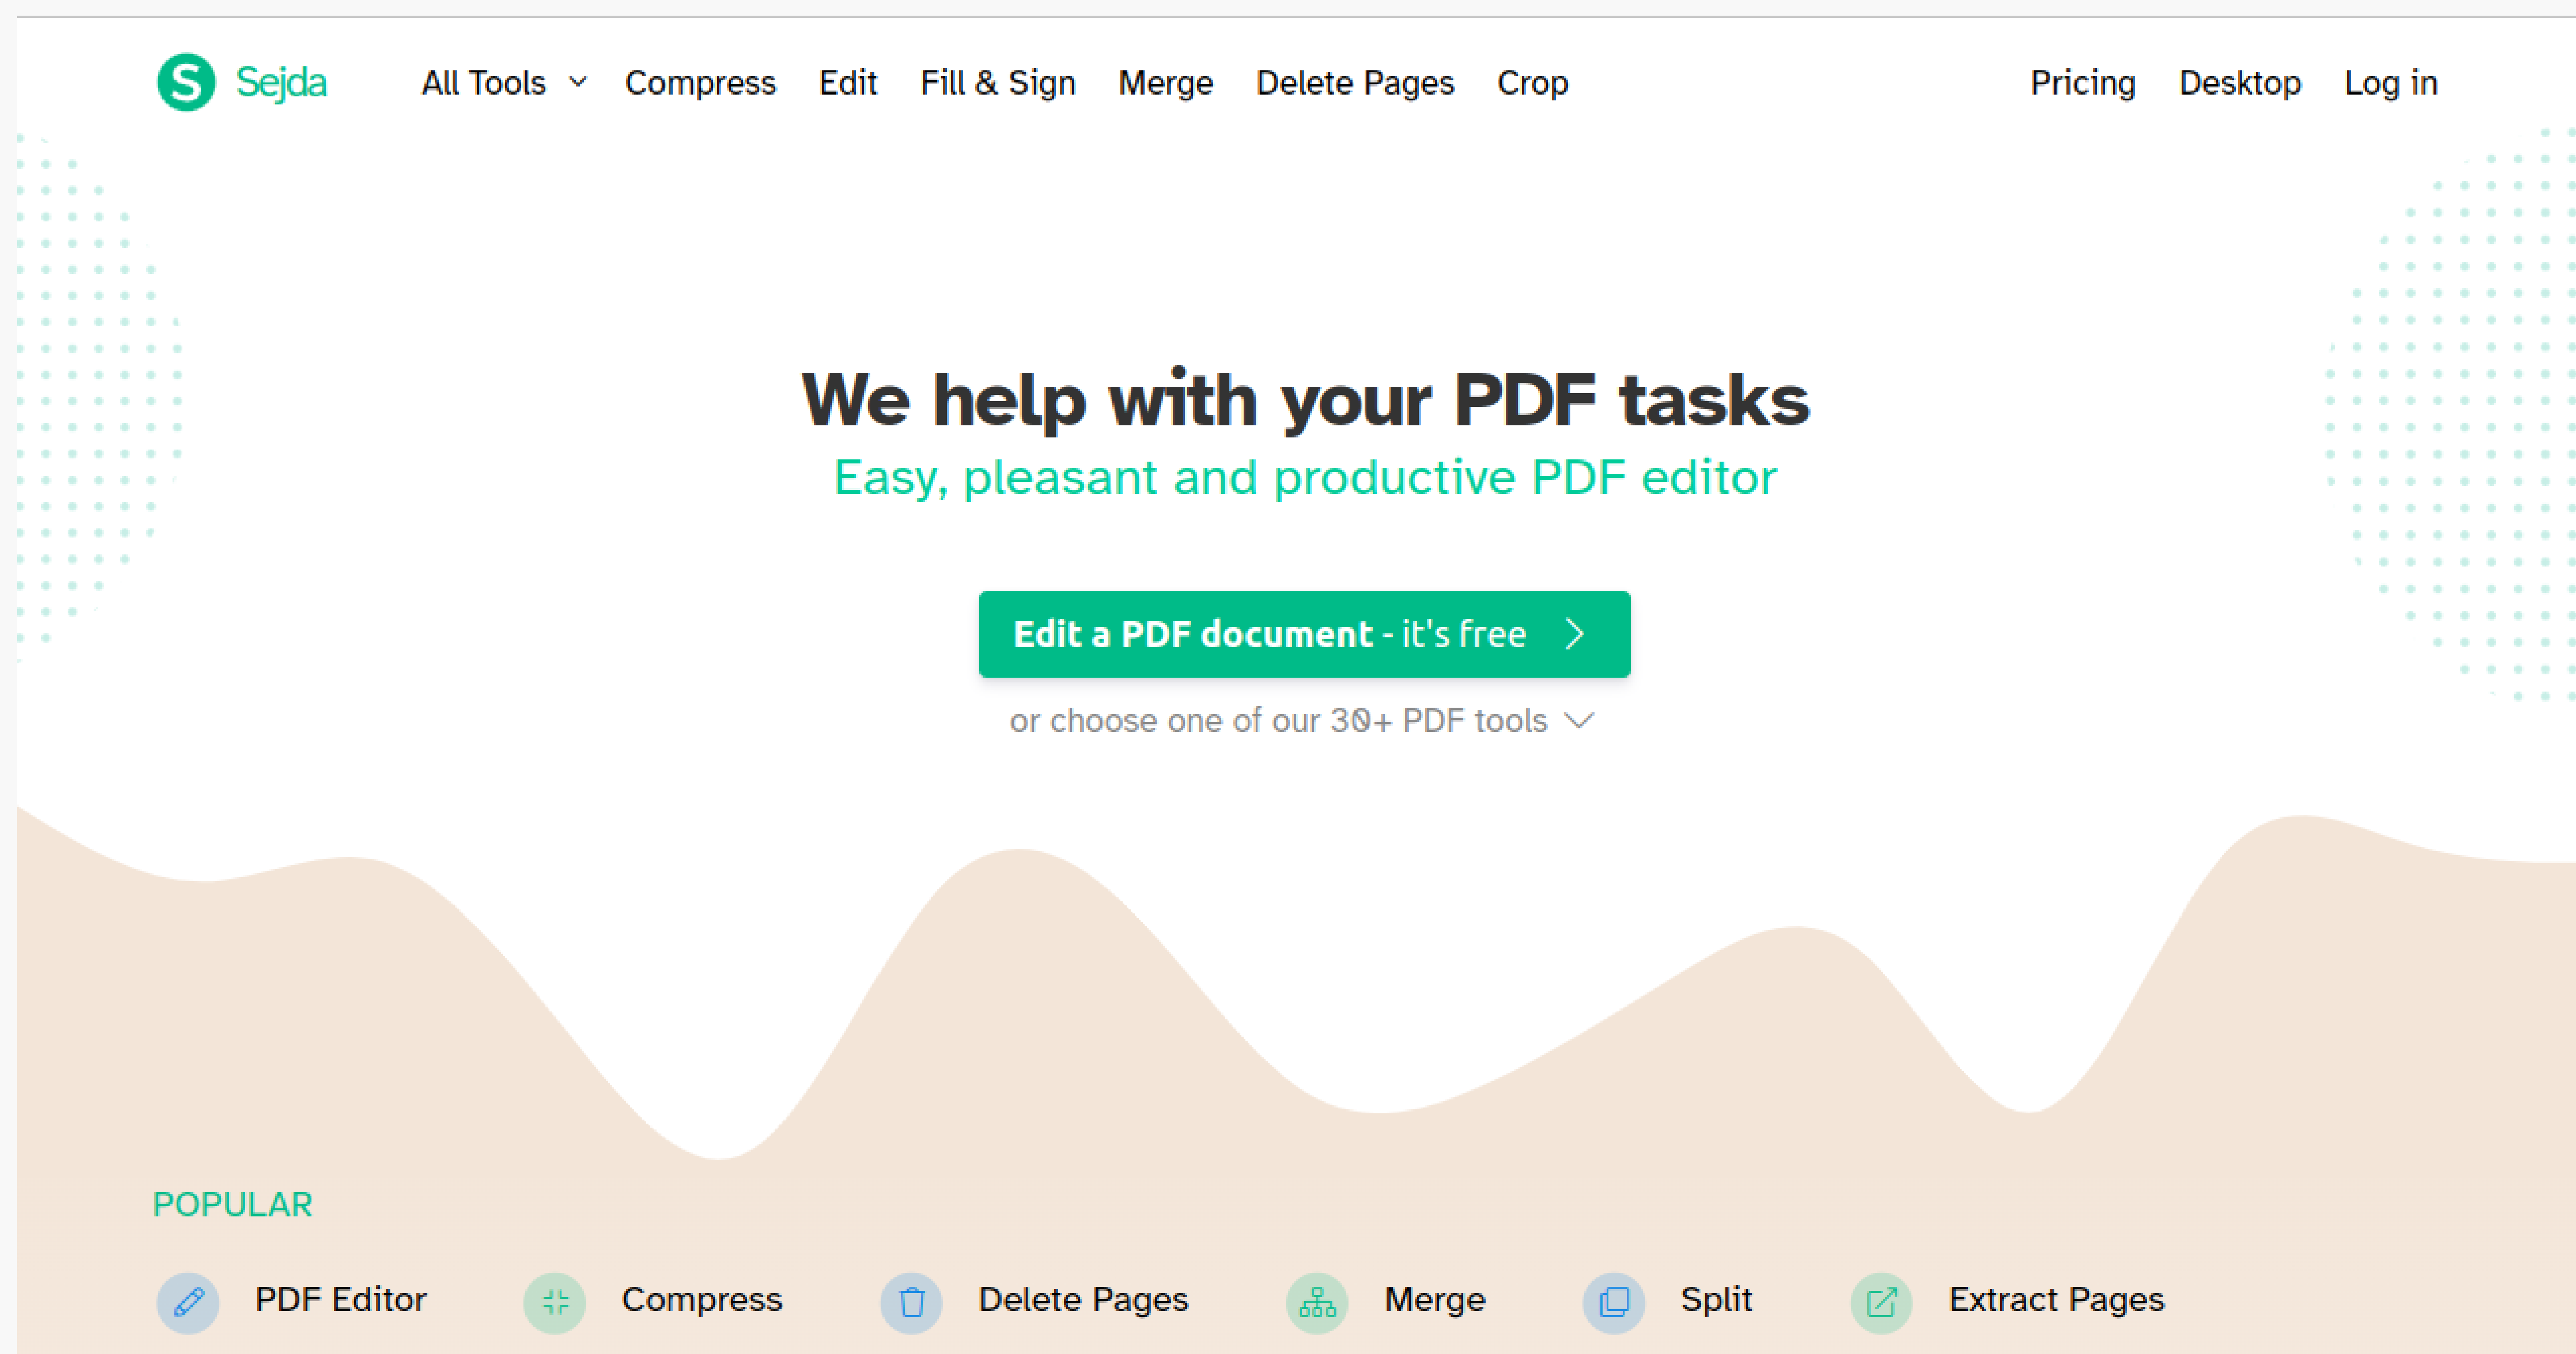 Sejda All Tools Compress Edit Fill & Sign Merge Delete Pages Crop Pricing Desktop Log in
We help with your PDF tasks
Easy, pleasant and productive PDF editor
Edit a PDF document - it's free
or choose one of our 30+ PDF tools
POPULAR
PDF Editor Compress Delete Pages Merge Split Extract Pages